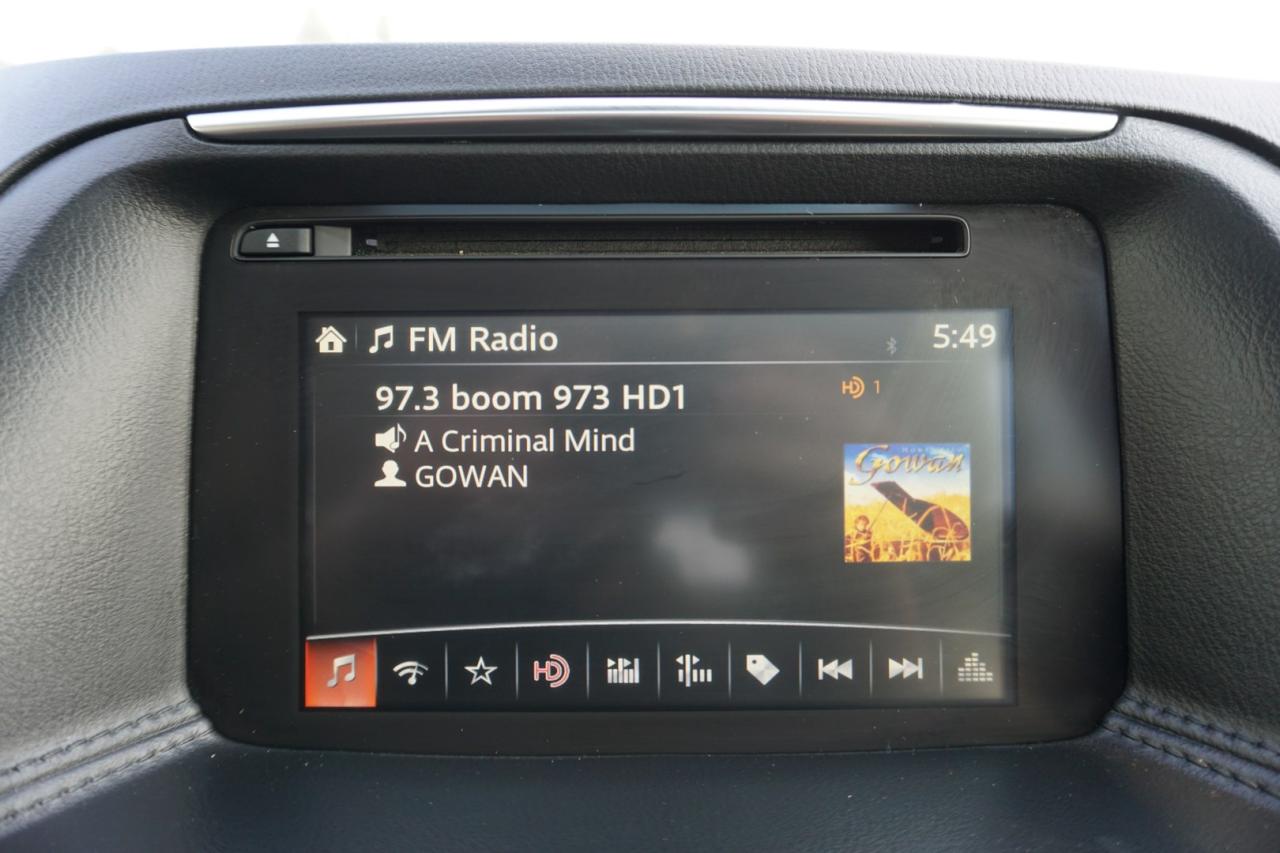 FM Radio
5:49
97.3 boom 973 HD1
HD 1
A Criminal Mind
GOWAN
Gowan
HD